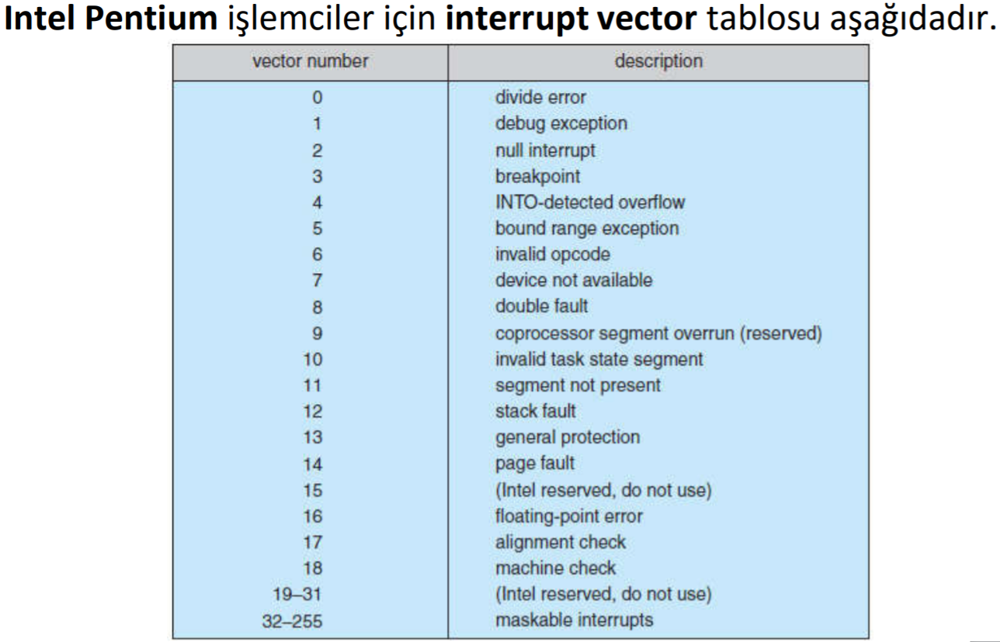 Intel Pentium işlemciler için interrupt vector tablosu aşağıdadır.
vector number description
0 divide error
1 debug exception
2 null interrupt
3 breakpoint
4 INTO-detected overflow
5 bound range exception
6 invalid opcode
7 device not available
8 double fault
9 coprocessor segment overrun (reserved)
10 invalid task state segment
11 segment not present
12 stack fault
13 general protection
14 page fault
15 (Intel reserved, do not use)
16 floating-point error
17 alignment check
18 machine check
19–31 (Intel reserved, do not use)
32–255 maskable interrupts